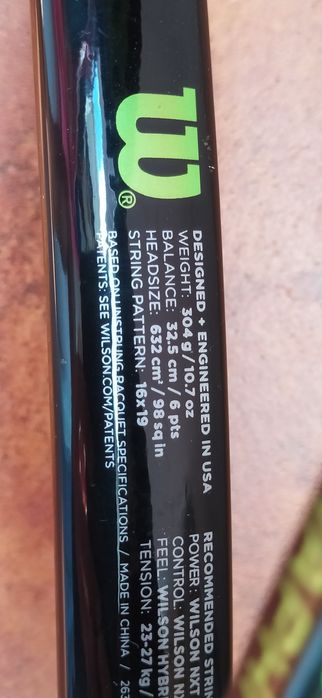 W®
DESIGNED + ENGINEERED IN USA
WEIGHT: 304 g / 10.7 oz
BALANCE: 32.5 cm / 6 pts
HEADSIZE: 632 cm² / 98 sq in
STRING PATTERN: 16x19
BASED ON UNSTRUNG RACQUET SPECIFICATIONS / MADE IN CHINA / 263
PATENTS: SEE WILSON.COM/PATENTS
RECOMMENDED STRI
POWER: WILSON NXT
CONTROL: WILSON N
FEEL: WILSON HYBR
TENSION: 23-27 kg /